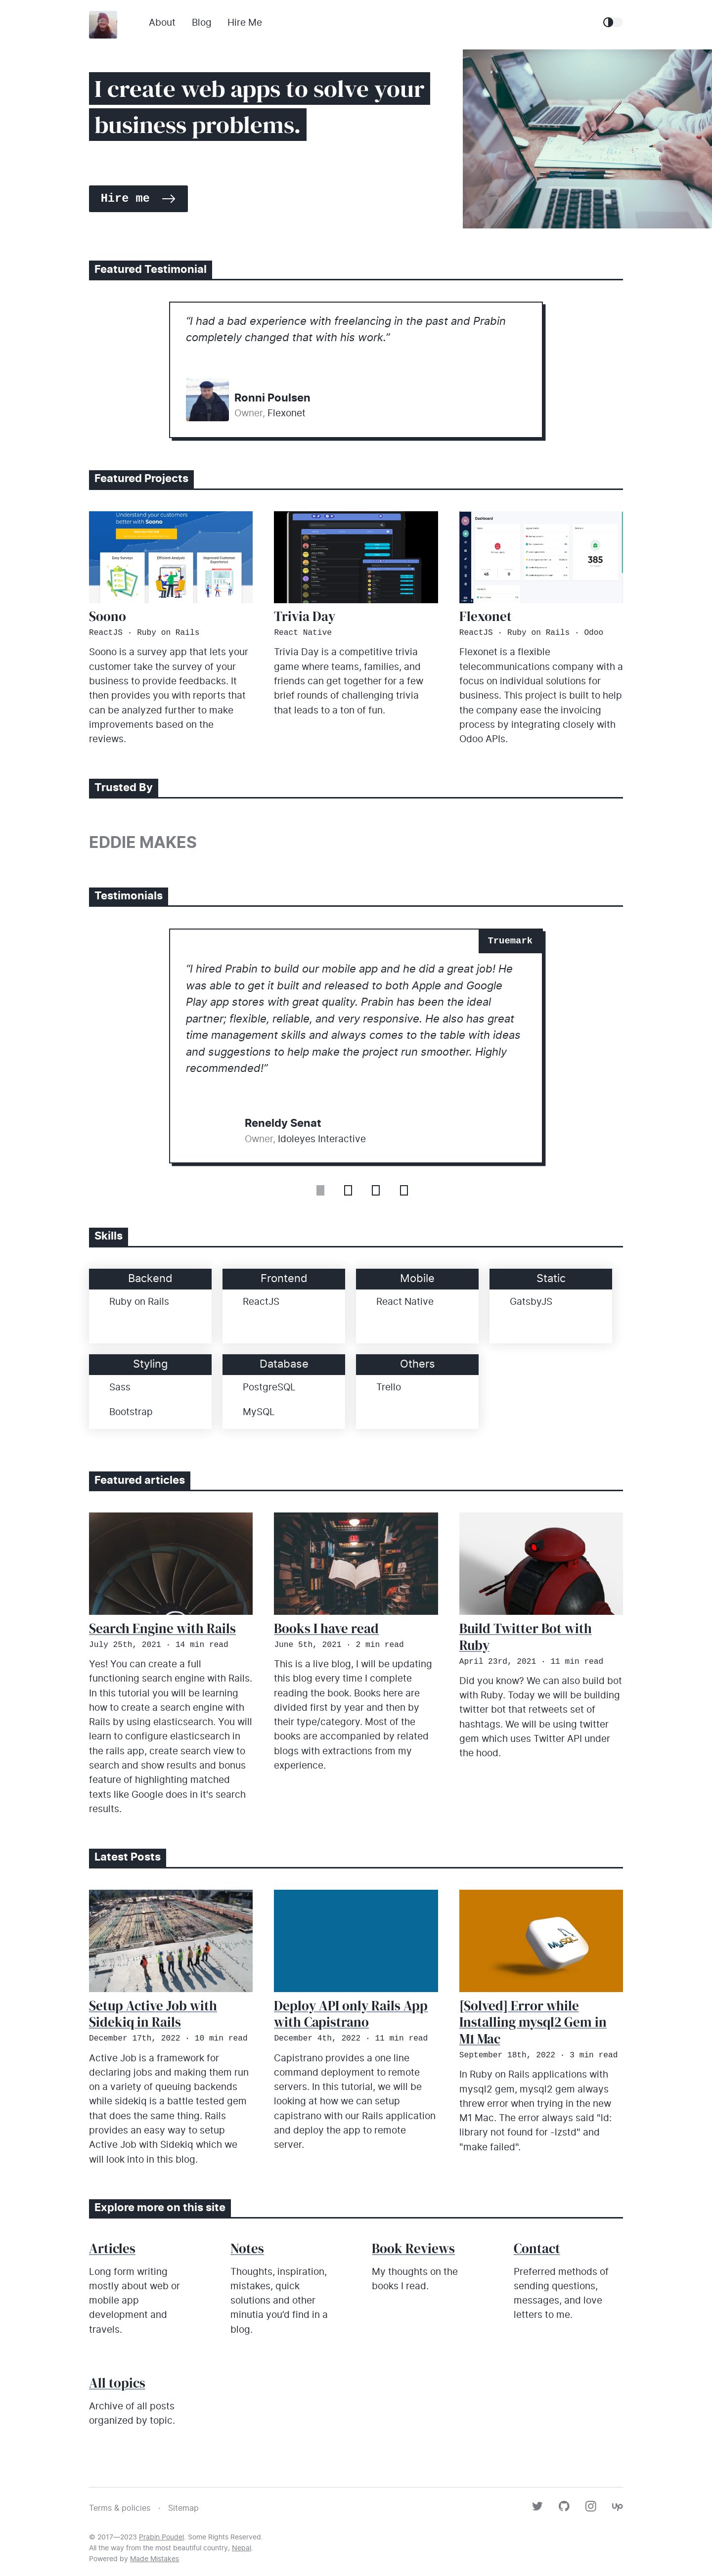 About Blog Hire Me
I create web apps to solve your
business problems.
Hire me
Featured Testimonial
“I had a bad experience with freelancing in the past and Prabin
completely changed that with his work.”
Ronni Poulsen
Owner, Flexonet
Featured Projects
Understand your customers
better with Soono
Easy Surveys
Efficient Analysis
Improved Customer
Experience
Dashboard
385
Soono
ReactJS · Ruby on Rails
Soono is a survey app that lets your
customer take the survey of your
business to provide feedbacks. It
then provides you with reports that
can be analyzed further to make
improvements based on the
reviews.
Trivia Day
React Native
Trivia Day is a competitive trivia
game where teams, families, and
friends can get together for a few
brief rounds of challenging trivia
that leads to a ton of fun.
Flexonet
ReactJS · Ruby on Rails · Odoo
Flexonet is a flexible
telecommunications company with a
focus on individual solutions for
business. This project is built to help
the company ease the invoicing
process by integrating closely with
Odoo APIs.
Trusted By
EDDIE MAKES
Testimonials
Truemark
“I hired Prabin to build our mobile app and he did a great job! He
was able to get it built and released to both Apple and Google
Play app stores with great quality. Prabin has been the ideal
partner; flexible, reliable, and very responsive. He also has great
time management skills and always comes to the table with ideas
and suggestions to help make the project run smoother. Highly
recommended!”
Reneldy Senat
Owner, Idoleyes Interactive
Skills
Backend
Ruby on Rails
Frontend
ReactJS
Mobile
React Native
Static
GatsbyJS
Styling
Sass
Bootstrap
Database
PostgreSQL
MySQL
Others
Trello
Featured articles
Search Engine with Rails
July 25th, 2021 · 14 min read
Yes! You can create a full
functioning search engine with Rails.
In this tutorial you will be learning
how to create a search engine with
Rails by using elasticsearch. You will
learn to configure elasticsearch in
the rails app, create search view to
search and show results and bonus
feature of highlighting matched
texts like Google does in it's search
results.
Books I have read
June 5th, 2021 · 2 min read
This is a live blog, I will be updating
this blog every time I complete
reading the book. Books here are
divided first by year and then by
their type/category. Most of the
books are accompanied by related
blogs with extractions from my
experience.
Build Twitter Bot with
Ruby
April 23rd, 2021 · 11 min read
Did you know? We can also build bot
with Ruby. Today we will be building
twitter bot that retweets set of
hashtags. We will be using twitter
gem which uses Twitter API under
the hood.
Latest Posts
MySQL
Setup Active Job with
Sidekiq in Rails
December 17th, 2022 · 10 min read
Active Job is a framework for
declaring jobs and making them run
on a variety of queuing backends
while sidekiq is a battle tested gem
that does the same thing. Rails
provides an easy way to setup
Active Job with Sidekiq which we
will look into in this blog.
Deploy API only Rails App
with Capistrano
December 4th, 2022 · 11 min read
Capistrano provides a one line
command deployment to remote
servers. In this tutorial, we will be
looking at how we can setup
capistrano with our Rails application
and deploy the app to remote
server.
[Solved] Error while
Installing mysql2 Gem in
M1 Mac
September 18th, 2022 · 3 min read
In Ruby on Rails applications with
mysql2 gem, mysql2 gem always
threw error when trying in the new
M1 Mac. The error always said "ld:
library not found for -lzstd" and
"make failed".
Explore more on this site
Articles
Long form writing
mostly about web or
mobile app
development and
travels.
Notes
Thoughts, inspiration,
mistakes, quick
solutions and other
minutia you’d find in a
blog.
Book Reviews
My thoughts on the
books I read.
Contact
Preferred methods of
sending questions,
messages, and love
letters to me.
All topics
Archive of all posts
organized by topic.
Terms & policies · Sitemap
© 2017—2023 Prabin Poudel. Some Rights Reserved.
All the way from the most beautiful country, Nepal.
Powered by Made Mistakes